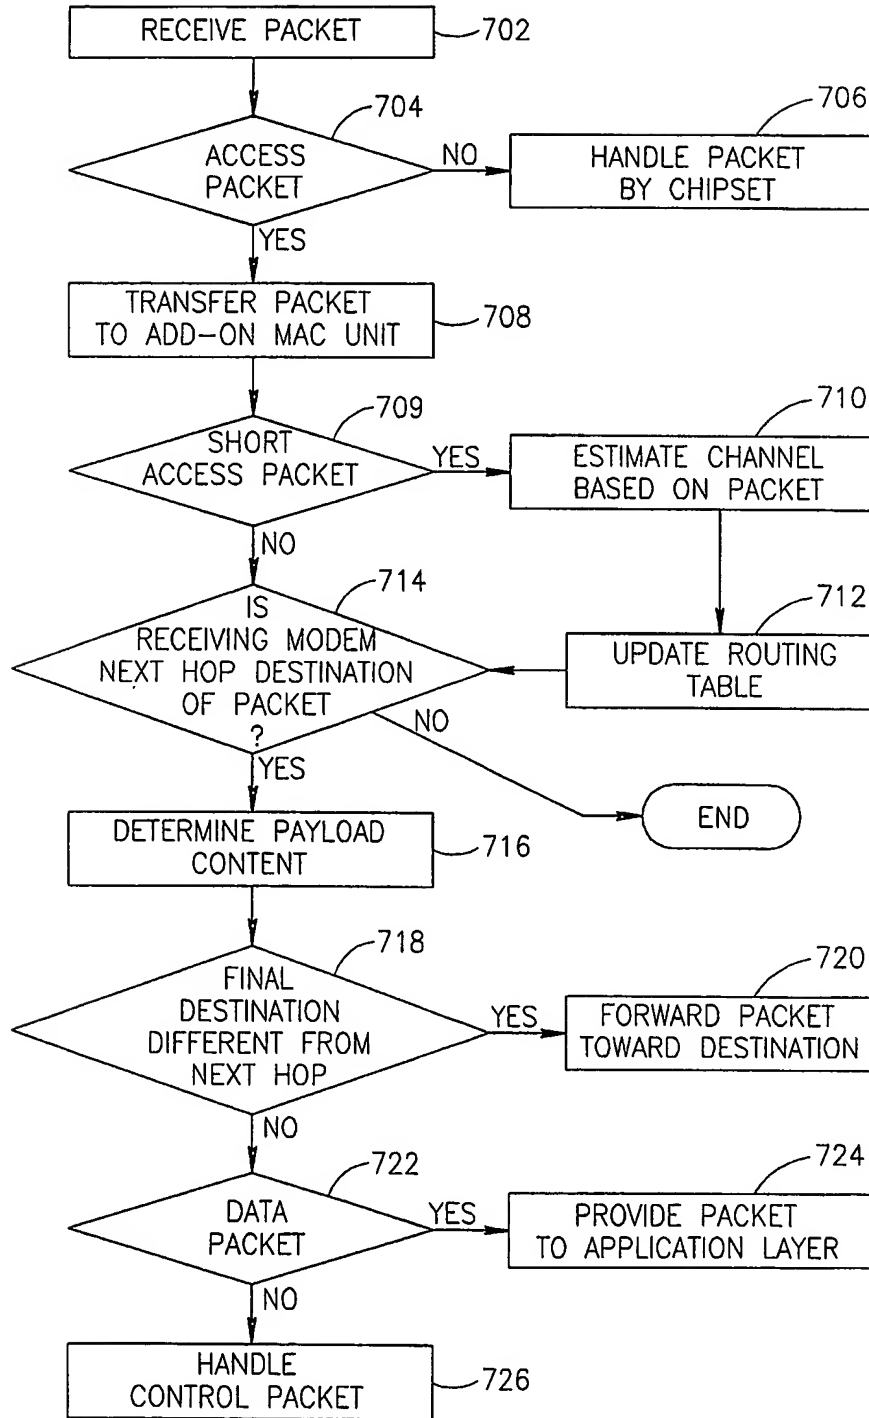 RECEIVE PACKET
702
704
ACCESS
PACKET
NO
706
HANDLE PACKET
BY CHIPSET
YES
TRANSFER PACKET
TO ADD-ON MAC UNIT
708
709
SHORT
ACCESS PACKET
YES
710
ESTIMATE CHANNEL
BASED ON PACKET
NO
714
IS
RECEIVING MODEM
NEXT HOP DESTINATION
OF PACKET
?
712
UPDATE ROUTING
TABLE
NO
END
YES
DETERMINE PAYLOAD
CONTENT
716
718
FINAL
DESTINATION
DIFFERENT FROM
NEXT HOP
YES
720
FORWARD PACKET
TOWARD DESTINATION
NO
722
DATA
PACKET
YES
724
PROVIDE PACKET
TO APPLICATION LAYER
NO
HANDLE
CONTROL PACKET
726